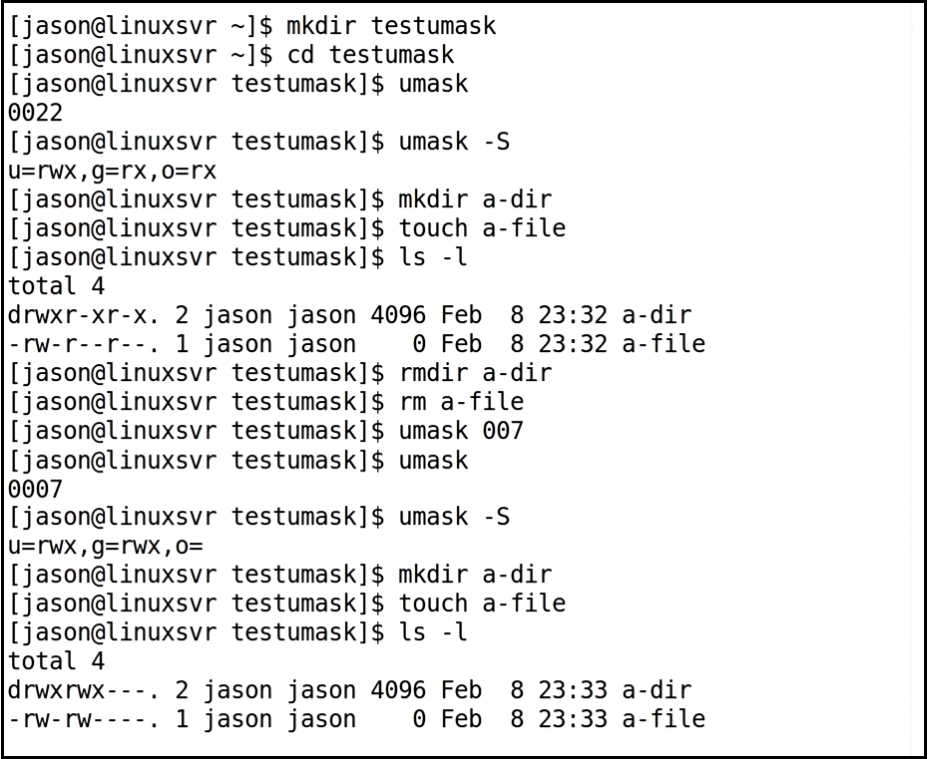 [jason@linuxsvr ~]$ mkdir testumask
[jason@linuxsvr ~]$ cd testumask
[jason@linuxsvr testumask]$ umask
0022
[jason@linuxsvr testumask]$ umask -S
u=rwx,g=rx,o=rx
[jason@linuxsvr testumask]$ mkdir a-dir
[jason@linuxsvr testumask]$ touch a-file
[jason@linuxsvr testumask]$ ls -l
total 4
drwxr-xr-x. 2 jason jason 4096 Feb  8 23:32 a-dir
-rw-r--r--. 1 jason jason    0 Feb  8 23:32 a-file
[jason@linuxsvr testumask]$ rmdir a-dir
[jason@linuxsvr testumask]$ rm a-file
[jason@linuxsvr testumask]$ umask 007
[jason@linuxsvr testumask]$ umask
0007
[jason@linuxsvr testumask]$ umask -S
u=rwx,g=rwx,o=
[jason@linuxsvr testumask]$ mkdir a-dir
[jason@linuxsvr testumask]$ touch a-file
[jason@linuxsvr testumask]$ ls -l
total 4
drwxrwx---. 2 jason jason 4096 Feb  8 23:33 a-dir
-rw-rw----. 1 jason jason    0 Feb  8 23:33 a-file